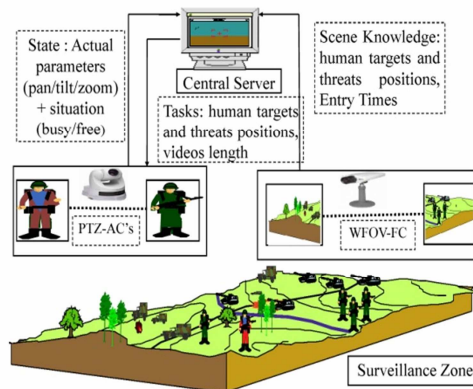 State : Actual
parameters
(pan/tilt/zoom)
+ situation
(busy/free)
Central Server
Scene Knowledge:
human targets and
threats positions,
Entry Times
Tasks: human targets
and threats positions,
videos length
PTZ-AC's
WFOV-FC
Surveillance Zone